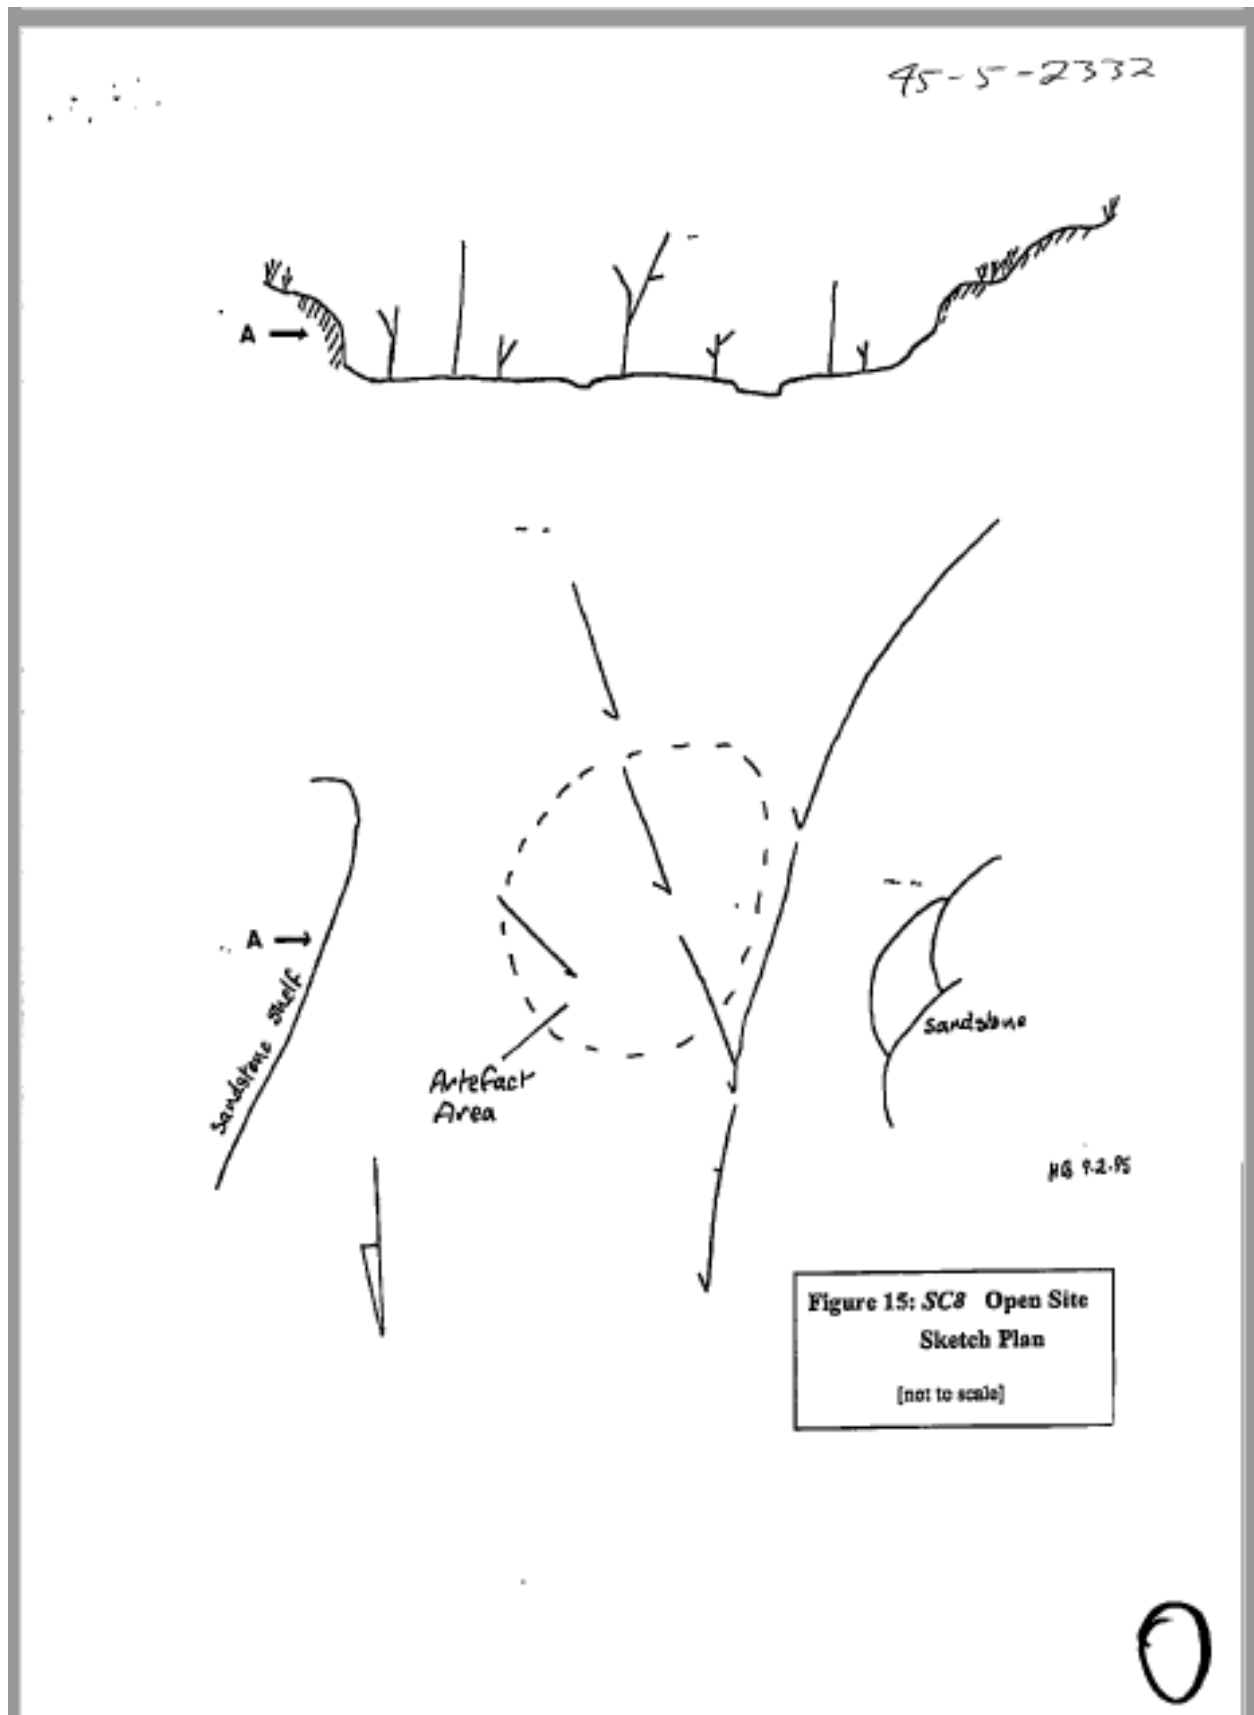 45-5-2332
A
A
Sandstone Shelf
Sandstone
Artefact
Area
HB 9.2.95
Figure 15: SC8 Open Site
Sketch Plan
[not to scale]